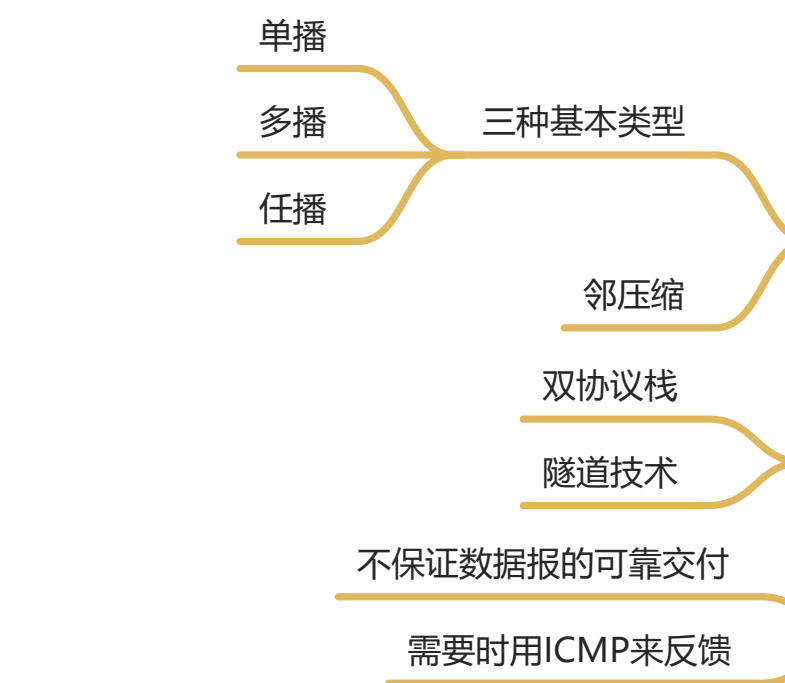 单播
多播
三种基本类型
任播
邻压缩
双协议栈
隧道技术
不保证数据报的可靠交付
需要时用ICMP来反馈